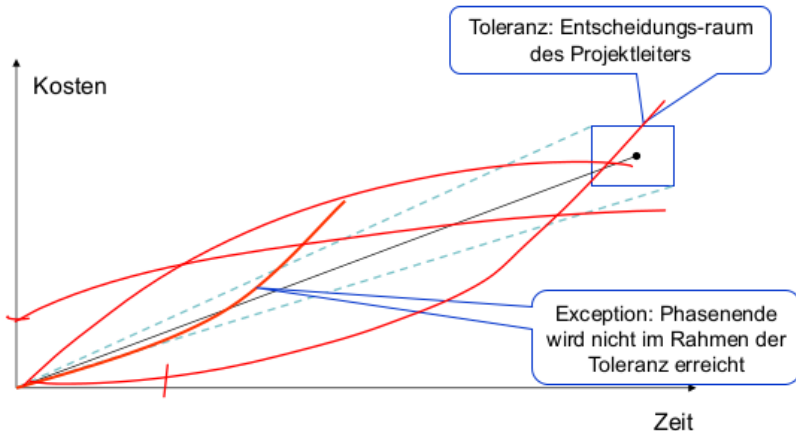 Toleranz: Entscheidungs-raum
des Projektleiters
Kosten
Exception: Phasenende
wird nicht im Rahmen der
Toleranz erreicht
Zeit